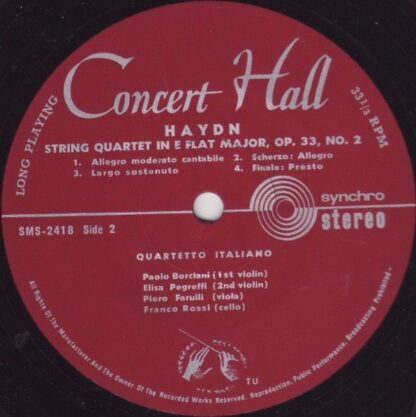 Concert Hall
LONG PLAYING
33 1/3 RPM
HAYDN
STRING QUARTET IN E FLAT MAJOR, OP. 33, NO. 2
1. Allegro moderato cantabile
2. Scherzo: Allegro
3. Largo sostenuto
4. Finale: Presto
synchro
stereo
SMS-2418 Side 2
QUARTETTO ITALIANO
Paolo Borciani (1st violin)
Elisa Pegreffi (2nd violin)
Piero Farulli (viola)
Franco Rossi (cello)
TU
All Rights Of The Manufacturer And The Owner Of The Recorded Works Reserved. Reproduction, Public Performance, Broadcasting Prohibited.